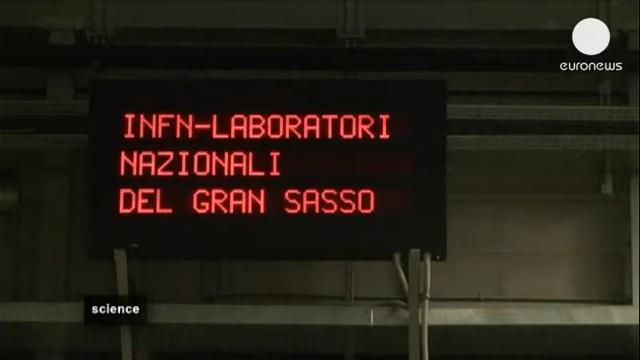 euronews
INFN-LABORATORI
NAZIONALI
DEL GRAN SASSO
science